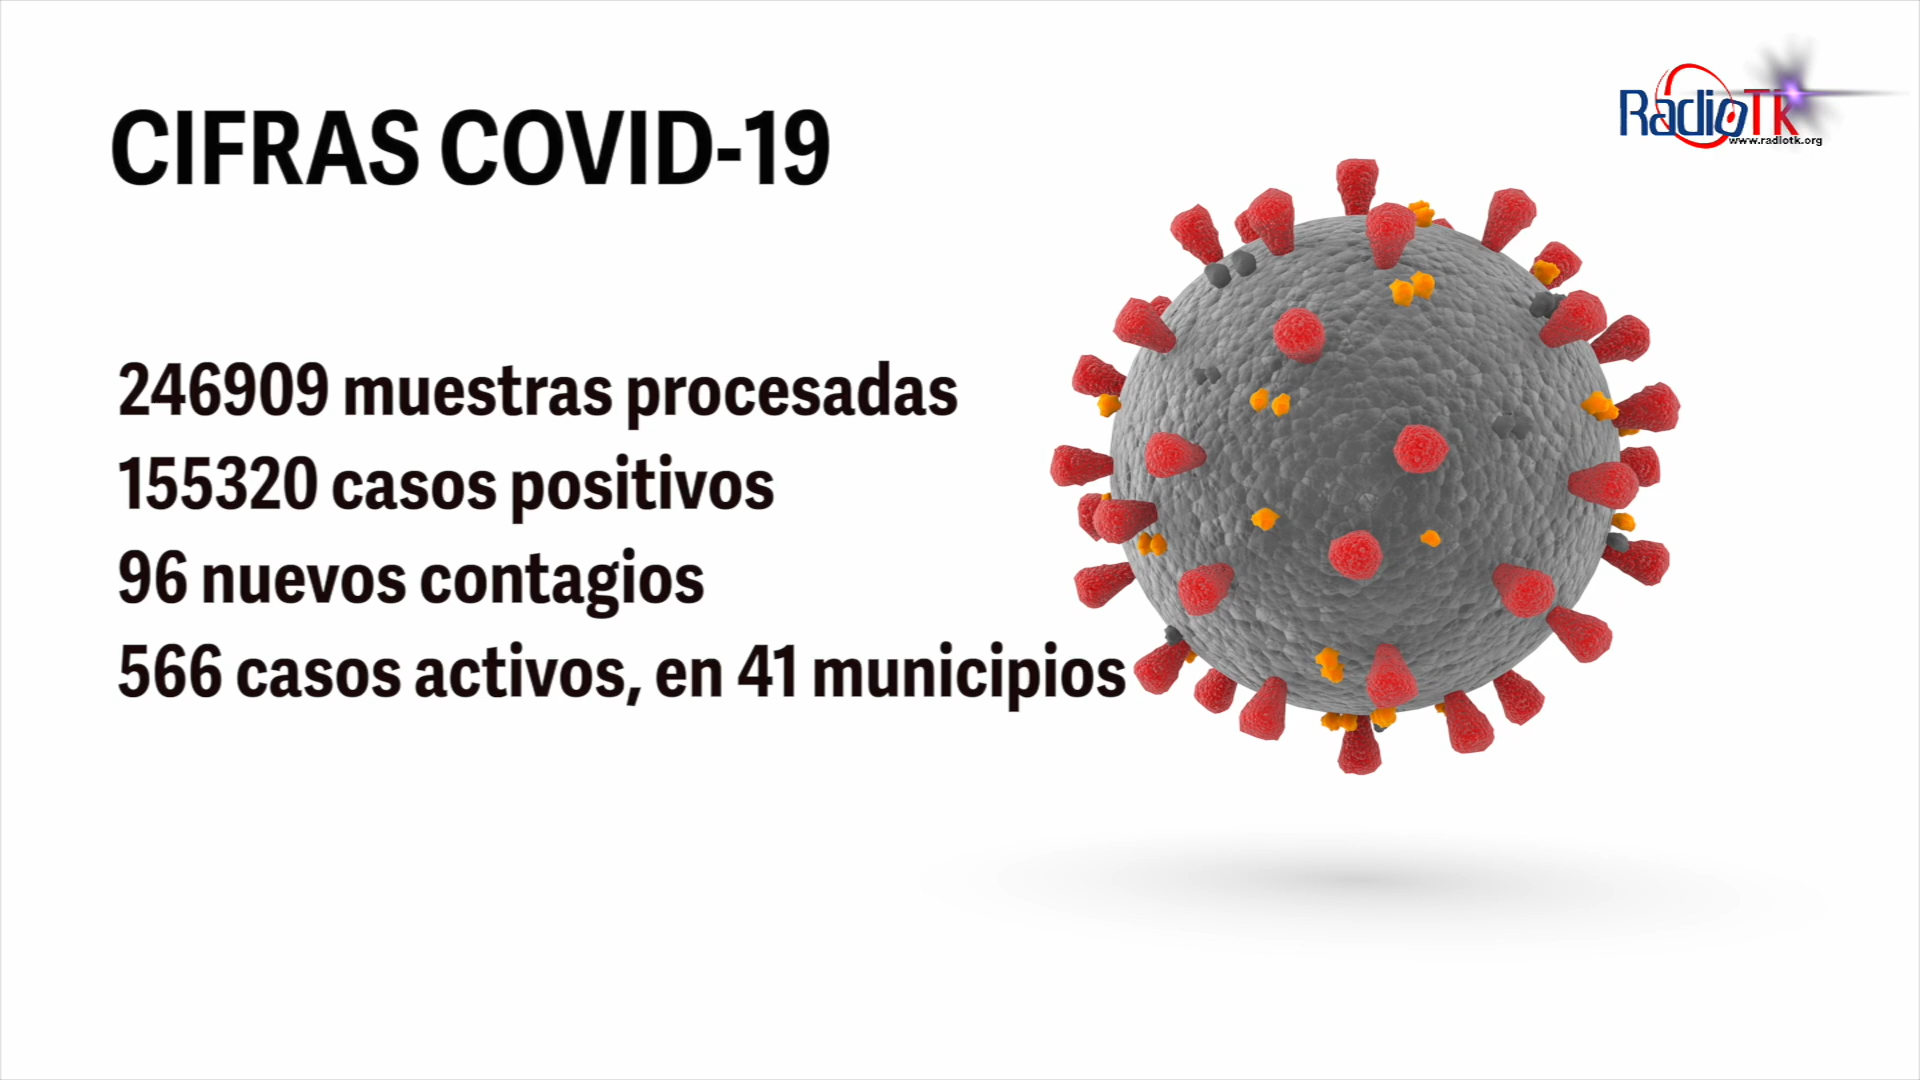 CIFRAS COVID-19
RadioTK
www.radiotk.org
246909 muestras procesadas
155320 casos positivos
96 nuevos contagios
566 casos activos, en 41 municipios